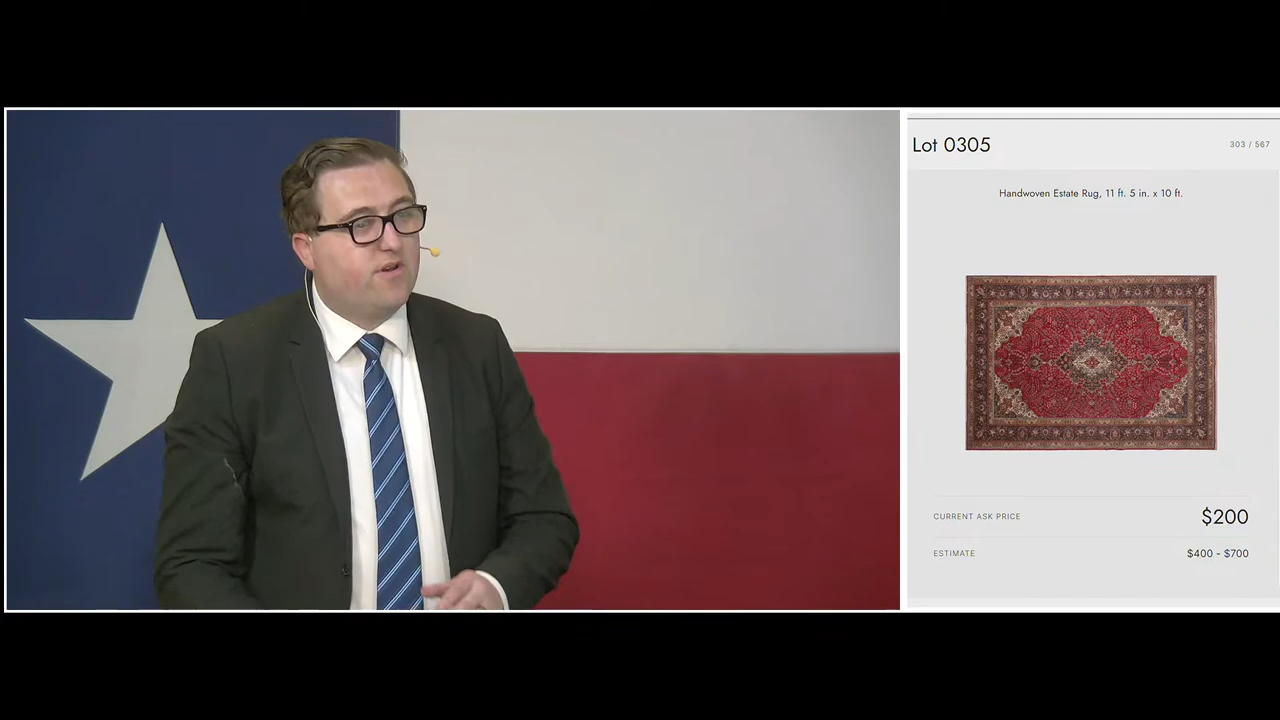 Lot 0305
303 / 567
Handwoven Estate Rug, 11 ft. 5 in. x 10 ft.
CURRENT ASK PRICE
$200
ESTIMATE
$400 - $700